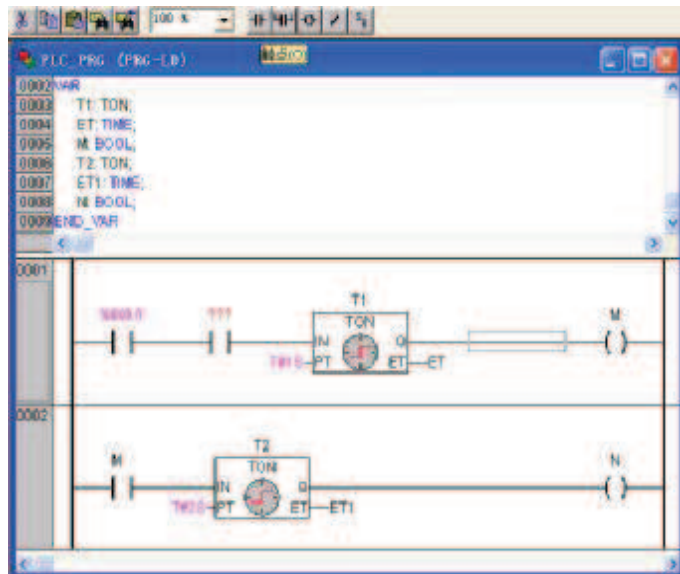 100 %
PLC_PRG (PRG-LD)
0002 VAR
0003 T1: TON;
0004 ET: TIME;
0005 M: BOOL;
0006 T2: TON;
0007 ET1: TIME;
0008 N: BOOL;
0009 END_VAR
0001
??? T1 M
TON
IN Q
PT ET ET
0002
M T2 N
TON
IN Q
PT ET ET1